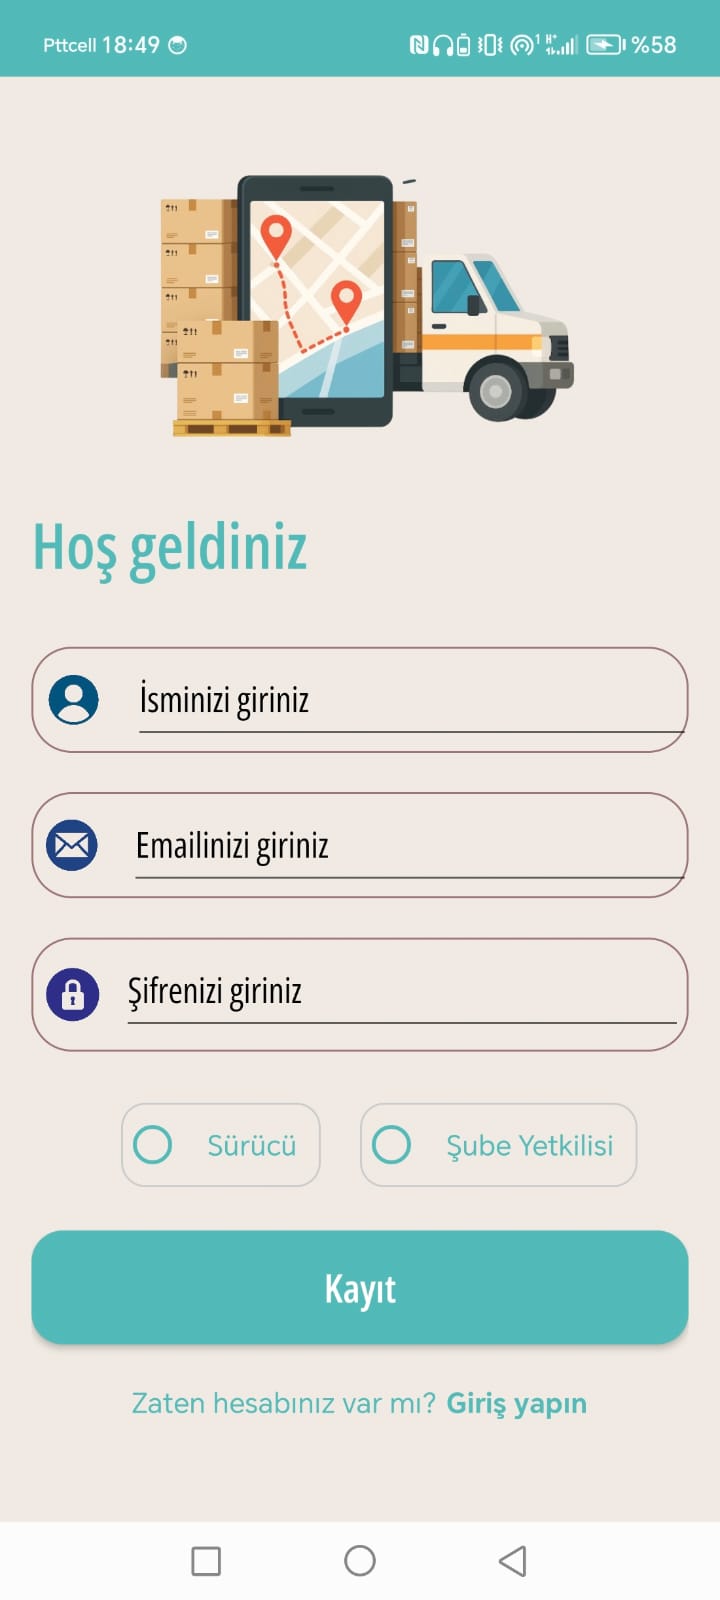 Pttcell 18:49 1 H+ %58
Hoş geldiniz
İsminizi giriniz
Emailinizi giriniz
Şifrenizi giriniz
Sürücü Şube Yetkilisi
Kayıt
Zaten hesabınız var mı? Giriş yapın